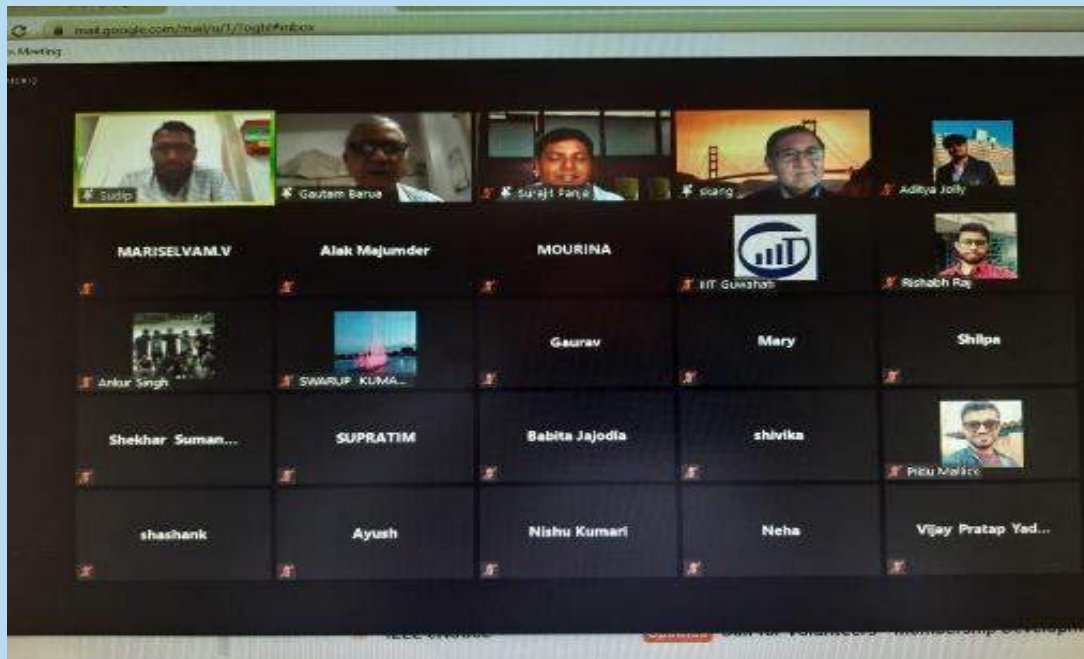 mail.google.com/mail/u/1/?ogbl#inbox
Meeting
Sudip
Gautam Barua
Surajit Panja
skang
Aditya Jolly
MARISELVAM.V
Alak Majumder
MOURINA
IIIT Guwahati
Rishabh Raj
Ankur Singh
SWARUP KUMA...
Gaurav
Mary
Shilpa
Shekhar Suman...
SUPRATIM
Babita Jajodia
shivika
Mallick
shashank
Ayush
Nishu Kumari
Neha
Vijay Pratap Yad...